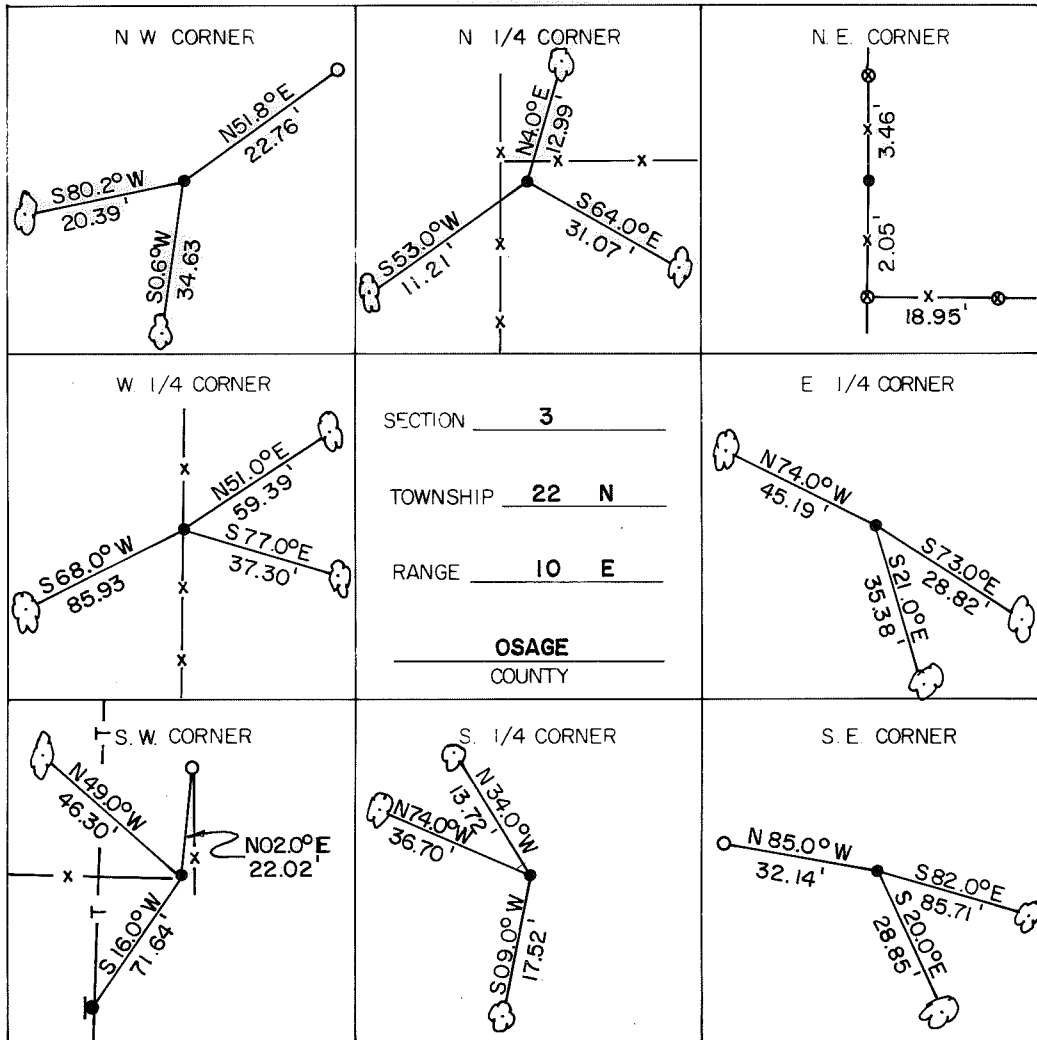 N W CORNER
N51.8°E
22.76'
S80.2°W
20.39'
S0.6°W
34.63
N 1/4 CORNER
N4.0°E
12.99'
S53.0°W
11.21'
S64.0°E
31.07'
N.E. CORNER
3.46'
2.05'
18.95'
W 1/4 CORNER
N51.0°E
59.39'
S68.0°W
85.93
S77.0°E
37.30'
SECTION 3
TOWNSHIP 22 N
RANGE 10 E
OSAGE
COUNTY
E 1/4 CORNER
N74.0°W
45.19'
S73.0°E
28.82'
S21.0°E
35.38'
S.W. CORNER
T
N49.0°W
46.30'
N02.0°E
22.02'
T
S16.0°W
71.64'
S. 1/4 CORNER
N34.0°W
13.72'
N74.0°W
36.70'
S09.0°W
17.52'
S.E. CORNER
N85.0°W
32.14'
S82.0°E
85.71'
S20.0°E
28.85'